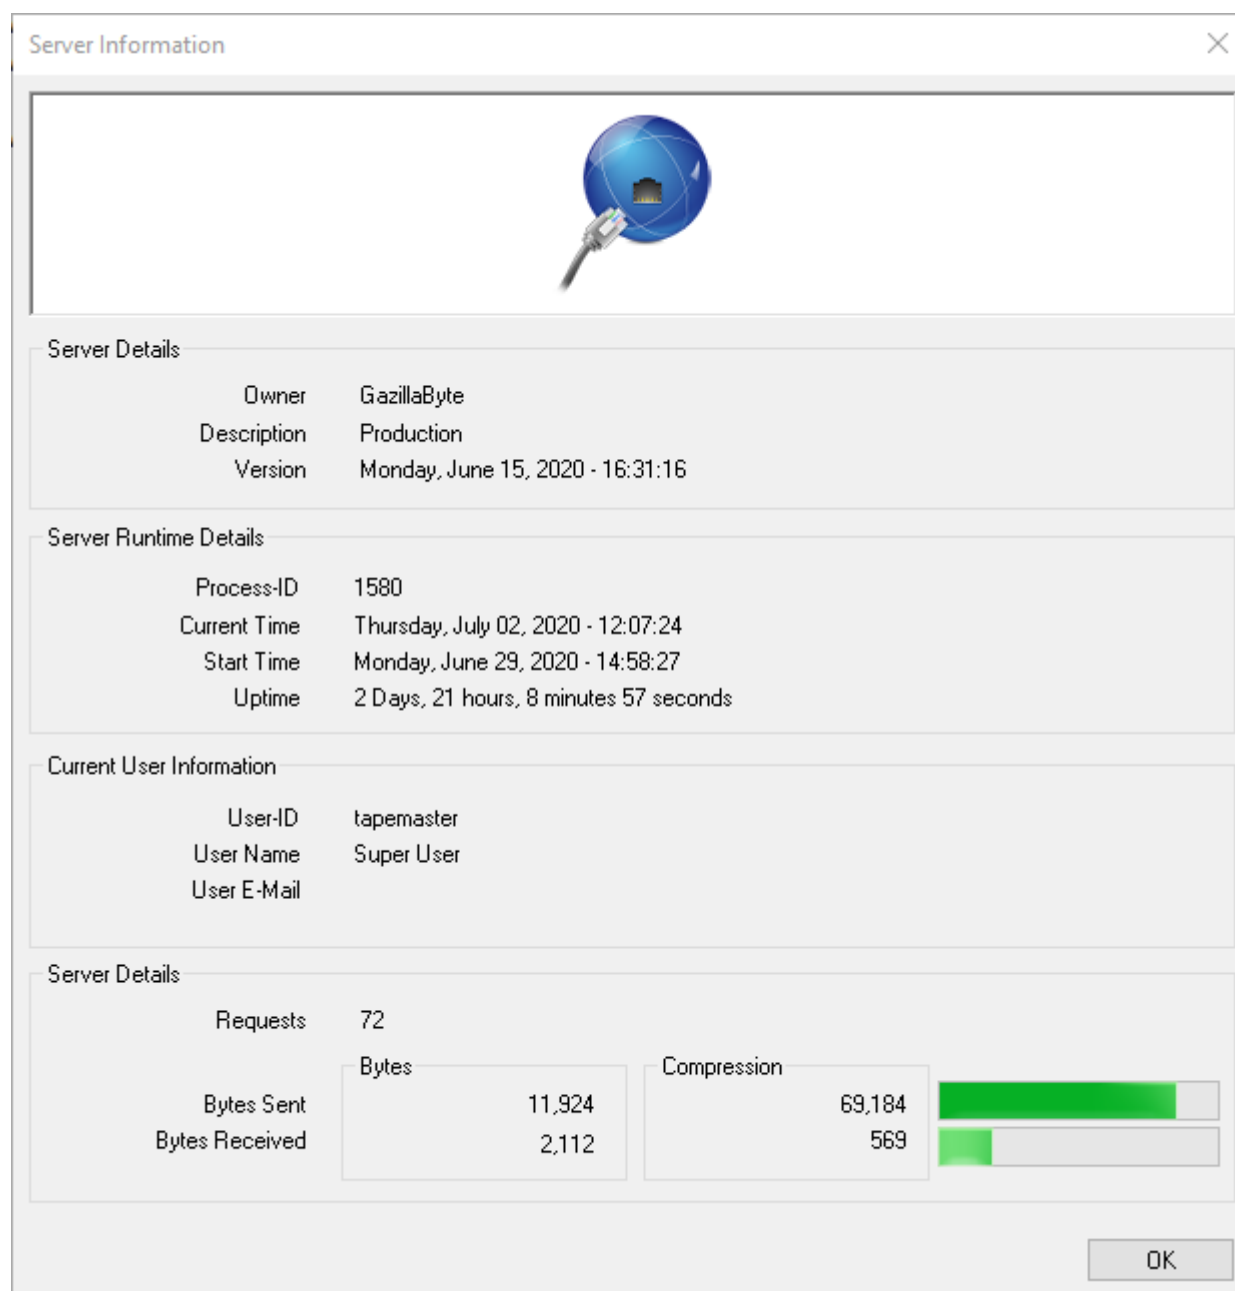 Server Information
Server Details
Owner GazillaByte
Description Production
Version Monday, June 15, 2020 - 16:31:16
Server Runtime Details
Process-ID 1580
Current Time Thursday, July 02, 2020 - 12:07:24
Start Time Monday, June 29, 2020 - 14:58:27
Uptime 2 Days, 21 hours, 8 minutes 57 seconds
Current User Information
User-ID tapemaster
User Name Super User
User E-Mail
Server Details
Requests 72
Bytes Compression
Bytes Sent 11,924 69,184
Bytes Received 2,112 569
OK